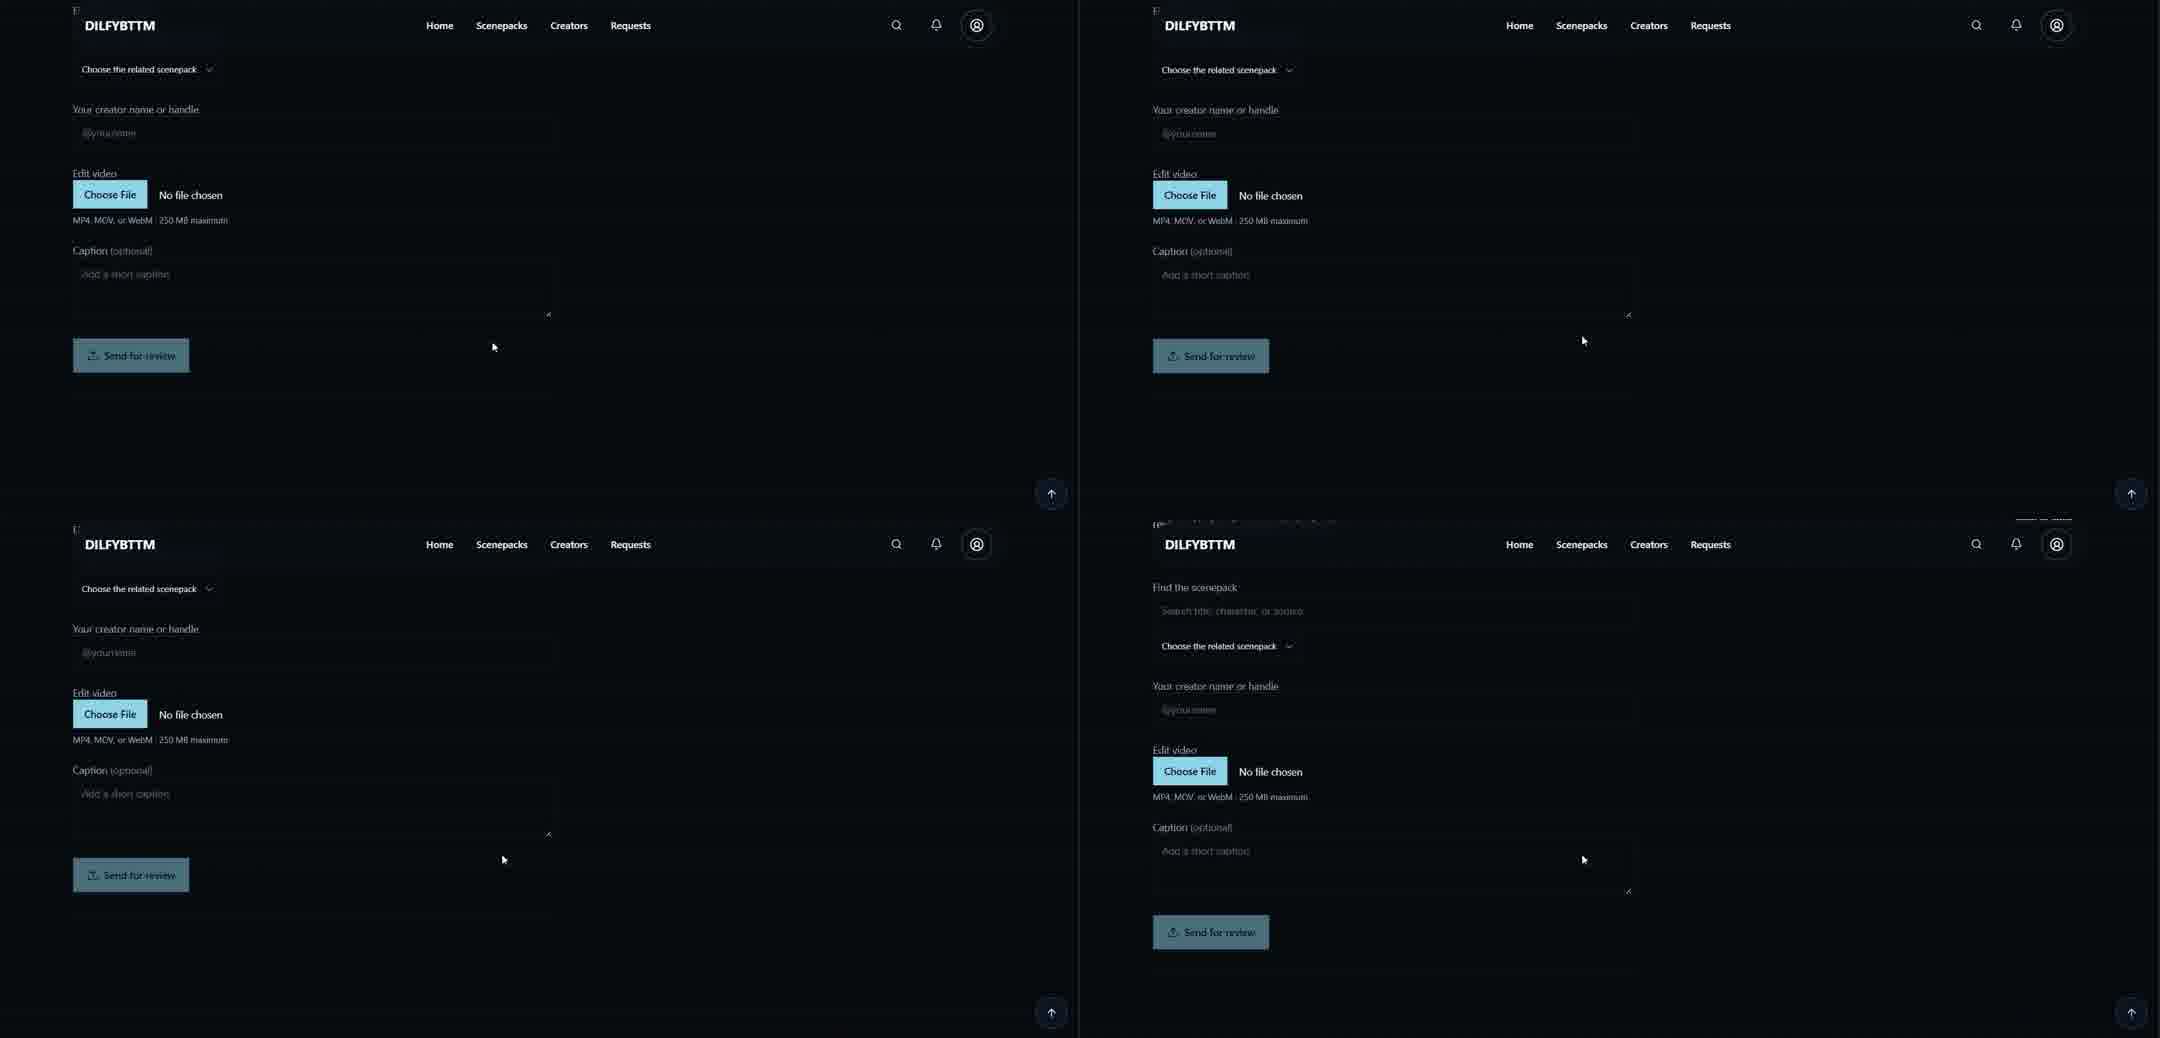 DILFYBTTM
Home Scenepacks Creators Requests
Choose the related scenepack
Your creator name or handle
@yourname
Edit video
Choose File No file chosen
MP4, MOV, or WebM · 250 MB maximum
Caption (optional)
Add a short caption
Send for review
DILFYBTTM
Home Scenepacks Creators Requests
Choose the related scenepack
Your creator name or handle
@yourname
Edit video
Choose File No file chosen
MP4, MOV, or WebM · 250 MB maximum
Caption (optional)
Add a short caption
Send for review
DILFYBTTM
Home Scenepacks Creators Requests
Choose the related scenepack
Your creator name or handle
@yourname
Edit video
Choose File No file chosen
MP4, MOV, or WebM · 250 MB maximum
Caption (optional)
Add a short caption
Send for review
DILFYBTTM
Home Scenepacks Creators Requests
Find the scenepack
Search title, character, or source
Choose the related scenepack
Your creator name or handle
@yourname
Edit video
Choose File No file chosen
MP4, MOV, or WebM · 250 MB maximum
Caption (optional)
Add a short caption
Send for review